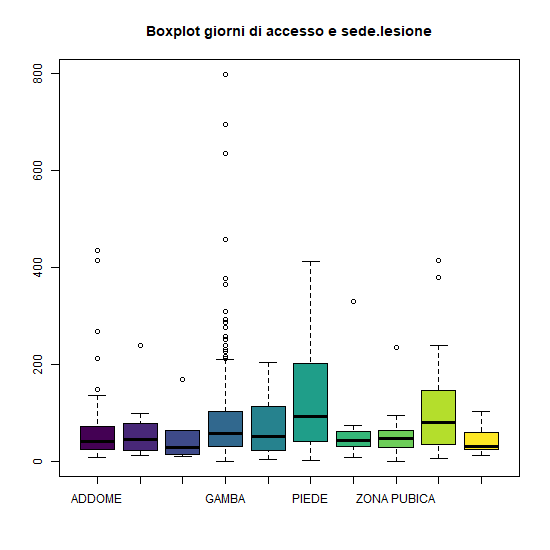 Boxplot giorni di accesso e sede.lesione
800
600
400
200
0
ADDOME GAMBA PIEDE ZONA PUBICA